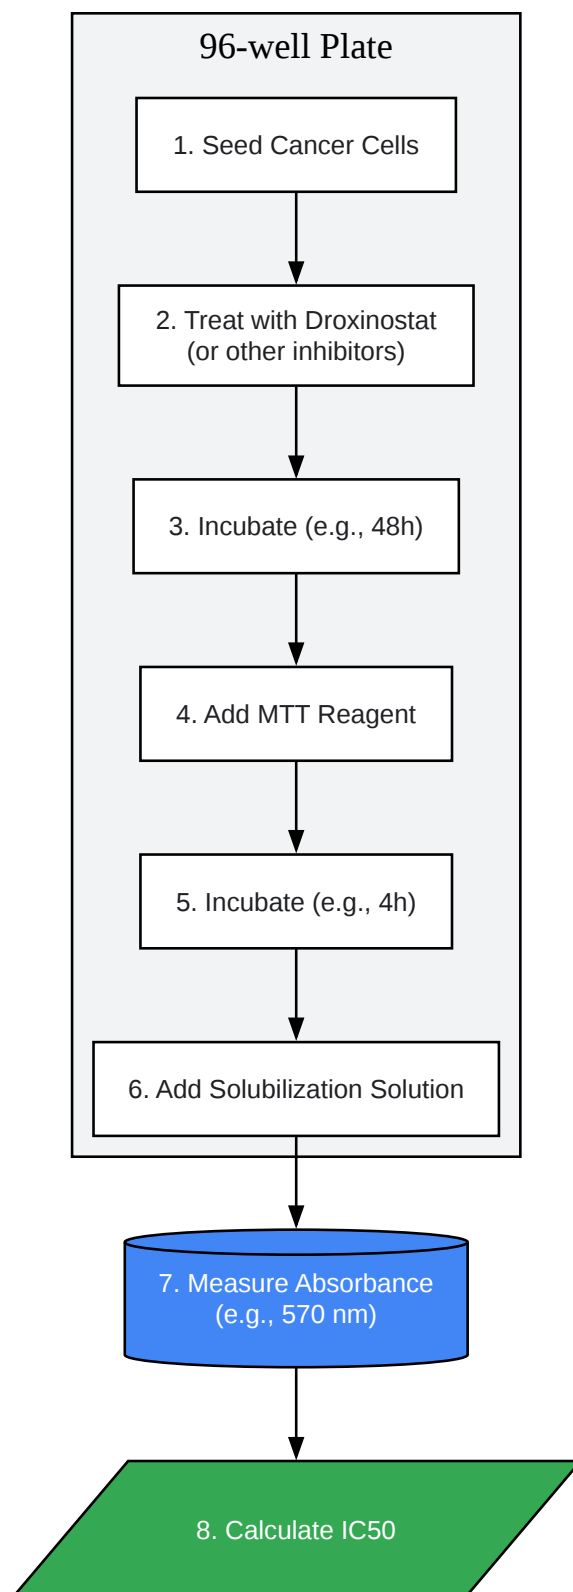 96-well Plate
1. Seed Cancer Cells
2. Treat with Droxinostat
(or other inhibitors)
3. Incubate (e.g., 48h)
4. Add MTT Reagent
5. Incubate (e.g., 4h)
6. Add Solubilization Solution
7. Measure Absorbance
(e.g., 570 nm)
8. Calculate IC50